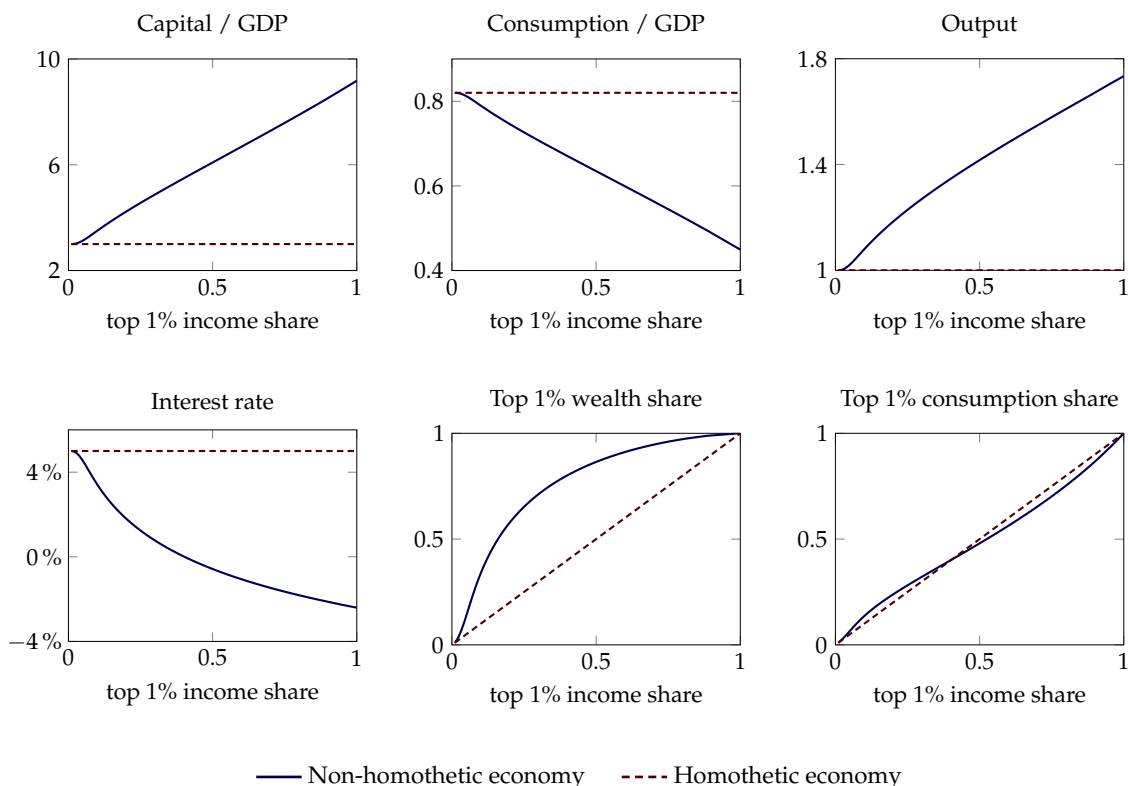 Capital / GDP
10
6
2
0
0.5
1
top 1% income share
Consumption / GDP
0.8
0.6
0.4
0
0.5
1
top 1% income share
Output
1.8
1.4
1
0
0.5
1
top 1% income share
Interest rate
4 %
0 %
−4 %
0
0.5
1
top 1% income share
Top 1% wealth share
1
0.5
0
0
0.5
1
top 1% income share
Top 1% consumption share
1
0.5
0
0
0.5
1
top 1% income share
Non-homothetic economy
Homothetic economy